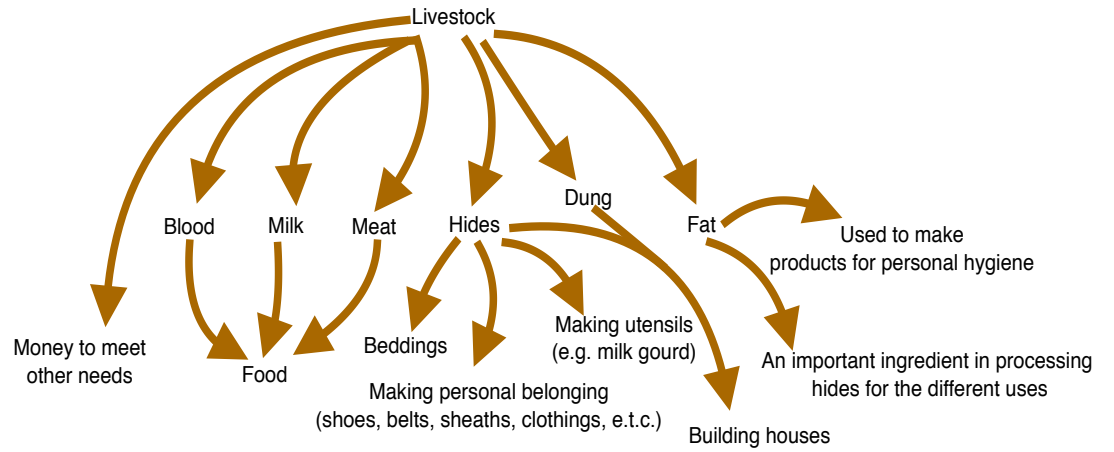 Livestock
Blood
Milk
Meat
Hides
Dung
Fat
Used to make
products for personal hygiene
Money to meet
other needs
Food
Beddings
Making utensils
(e.g. milk gourd)
Making personal belonging
(shoes, belts, sheaths, clothings, e.t.c.)
An important ingredient in processing
hides for the different uses
Building houses